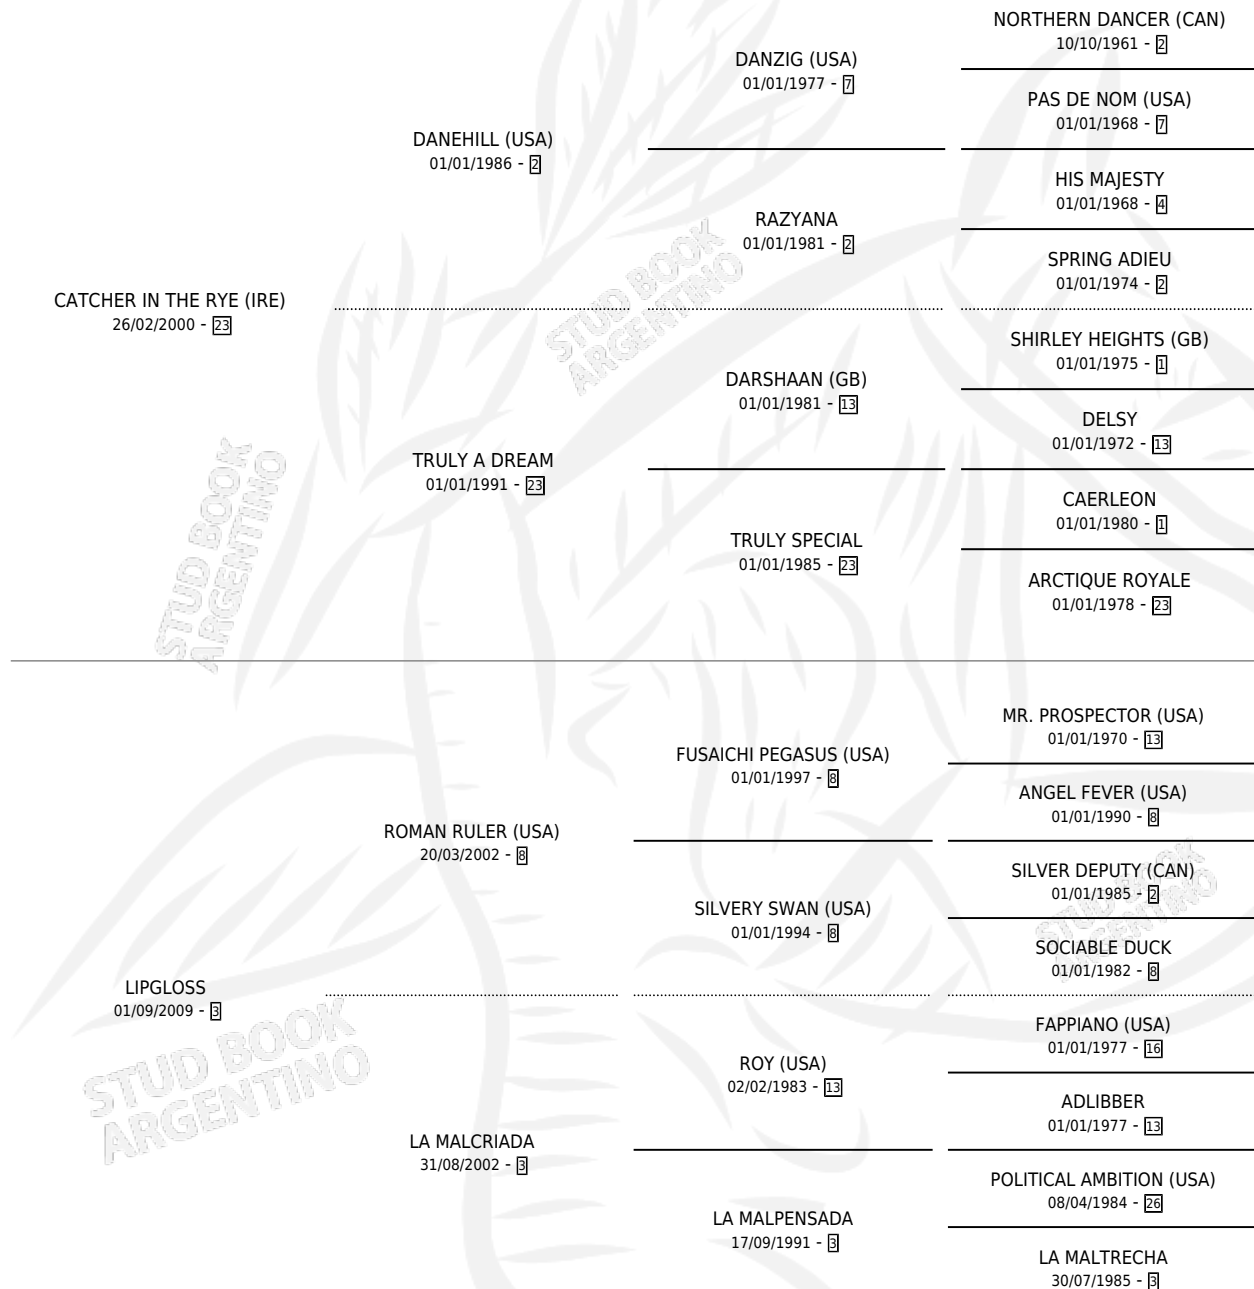 NORTHERN DANCER (CAN)
10/10/1961 - 2
DANZIG (USA)
01/01/1977 - 7
PAS DE NOM (USA)
01/01/1968 - 7
DANEHILL (USA)
01/01/1986 - 2
HIS MAJESTY
01/01/1968 - 4
RAZYANA
01/01/1981 - 2
SPRING ADIEU
01/01/1974 - 2
CATCHER IN THE RYE (IRE)
26/02/2000 - 23
SHIRLEY HEIGHTS (GB)
01/01/1975 - 1
DARSHAAN (GB)
01/01/1981 - 13
DELSY
01/01/1972 - 13
TRULY A DREAM
01/01/1991 - 23
CAERLEON
01/01/1980 - 1
TRULY SPECIAL
01/01/1985 - 23
ARCTIQUE ROYALE
01/01/1978 - 23
MR. PROSPECTOR (USA)
01/01/1970 - 13
FUSAICHI PEGASUS (USA)
01/01/1997 - 8
ANGEL FEVER (USA)
01/01/1990 - 8
ROMAN RULER (USA)
20/03/2002 - 8
SILVER DEPUTY (CAN)
01/01/1985 - 2
SILVERY SWAN (USA)
01/01/1994 - 8
SOCIABLE DUCK
01/01/1982 - 8
LIPGLOSS
01/09/2009 - 3
FAPPIANO (USA)
01/01/1977 - 16
ROY (USA)
02/02/1983 - 13
ADLIBBER
01/01/1977 - 13
LA MALCRIADA
31/08/2002 - 3
POLITICAL AMBITION (USA)
08/04/1984 - 26
LA MALPENSADA
17/09/1991 - 3
LA MALTRECHA
30/07/1985 - 3
STUD BOOK
ARGENTINO
STUD BOOK
ARGENTINO
STUD BOOK
ARGENTINO
STUD BOOK
ARGENTINO